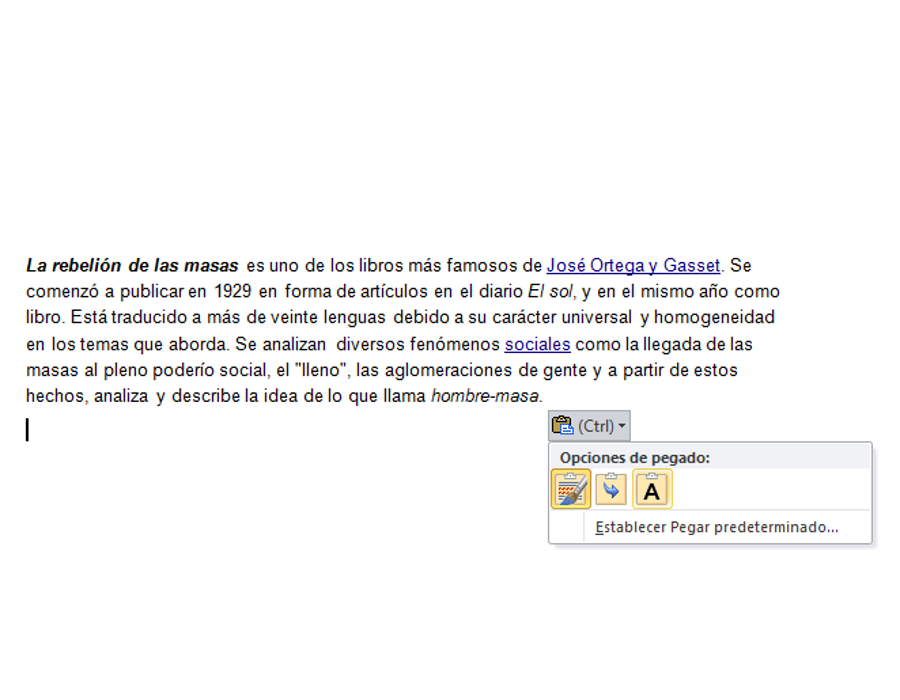 La rebelión de las masas es uno de los libros más famosos de José Ortega y Gasset. Se
comenzó a publicar en 1929 en forma de artículos en el diario El sol, y en el mismo año como
libro. Está traducido a más de veinte lenguas debido a su carácter universal y homogeneidad
en los temas que aborda. Se analizan diversos fenómenos sociales como la llegada de las
masas al pleno poderío social, el "lleno", las aglomeraciones de gente y a partir de estos
hechos, analiza y describe la idea de lo que llama hombre-masa.
(Ctrl)
Opciones de pegado:
A
Establecer Pegar predeterminado...